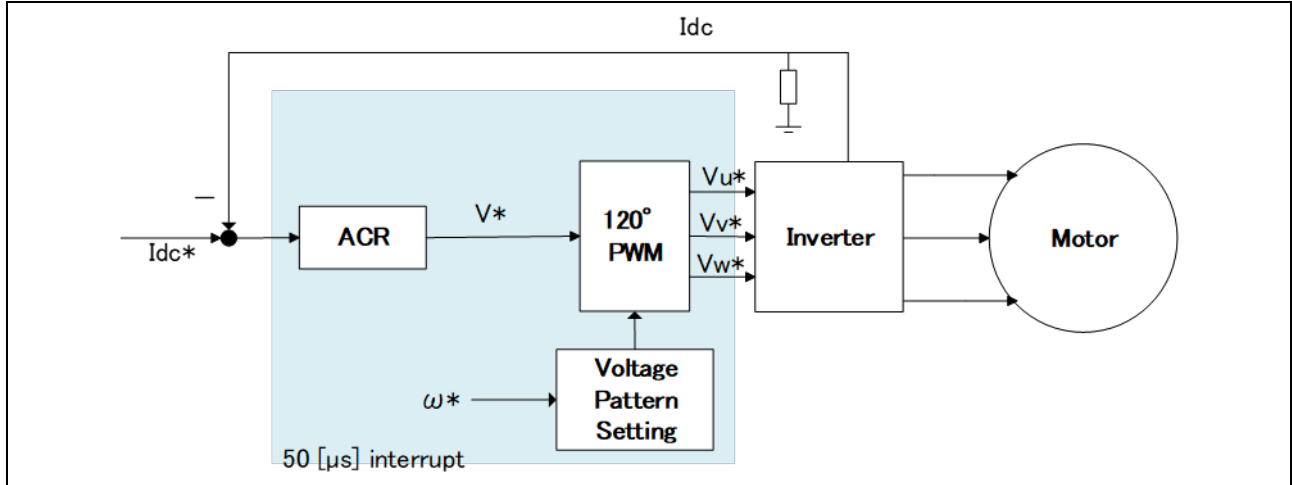 Idc
−
Idc*
ACR
V*
120°
PWM
Vu*
Vv*
Vw*
Inverter
Motor
ω*
Voltage
Pattern
Setting
50 [µs] interrupt